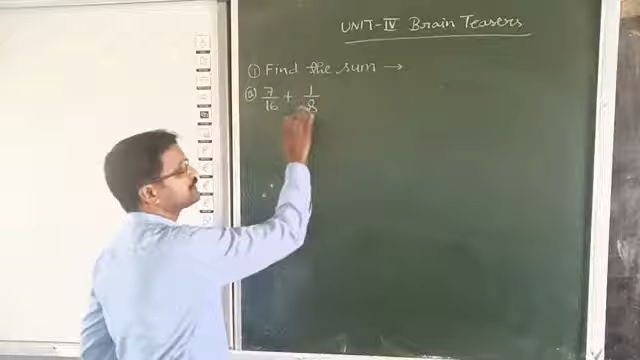 UNIT-IV Brain Teasers
① Find the sum →
ⓐ 7/16 + 1/8